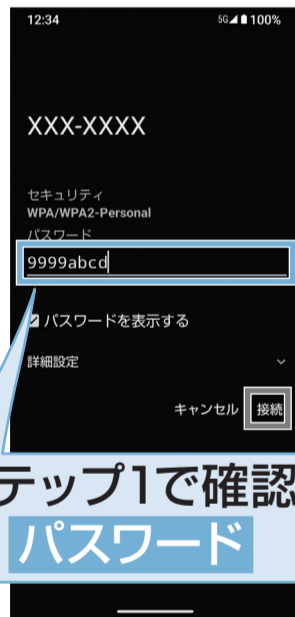 12:34 5G 100%
XXX-XXXX
セキュリティ
WPA/WPA2-Personal
パスワード
9999abcd
パスワードを表示する
詳細設定
キャンセル 接続
テップ1で確認
パスワード